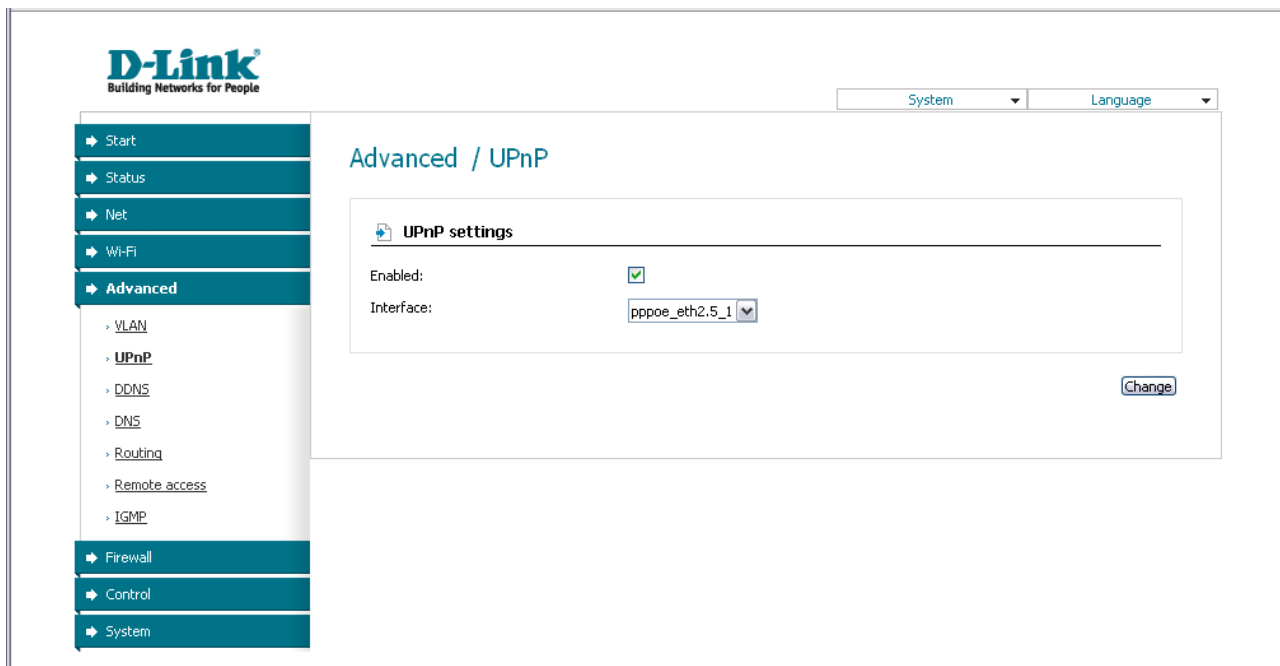 D-Link
Building Networks for People
System
Language
Start
Status
Net
Wi-Fi
Advanced
VLAN
UPnP
DDNS
DNS
Routing
Remote access
IGMP
Firewall
Control
System
Advanced / UPnP
UPnP settings
Enabled:
Interface:
pppoe_eth2.5_1
Change